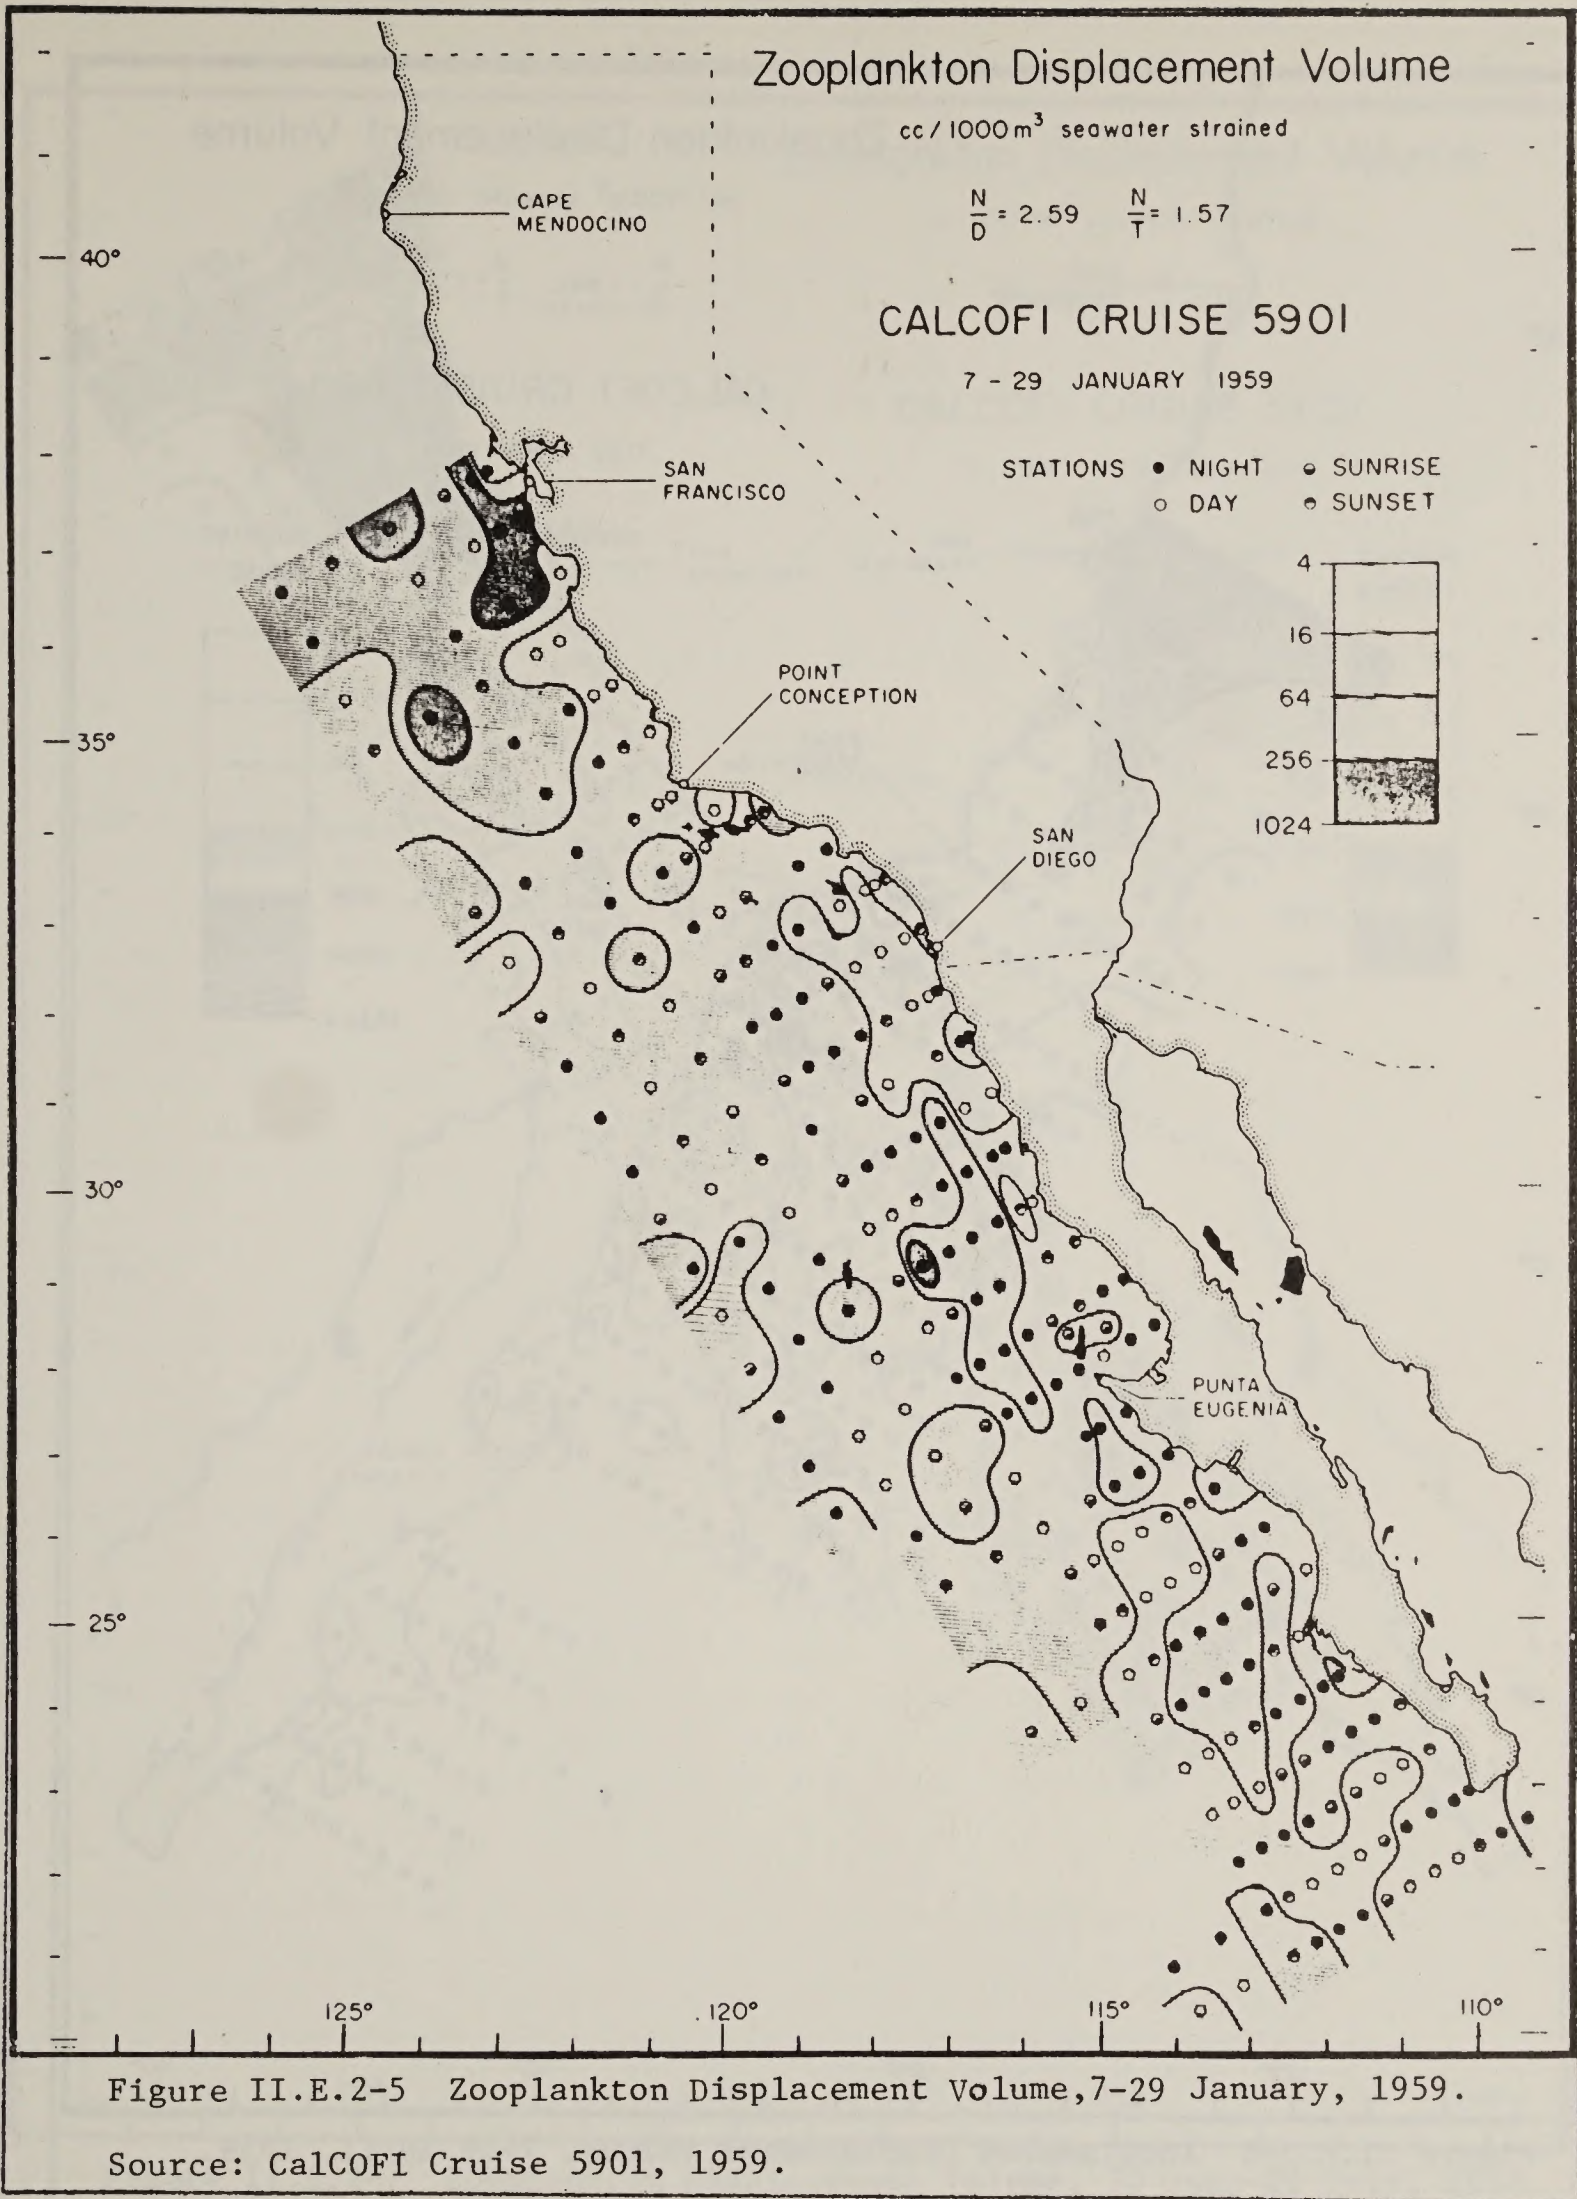 Zooplankton Displacement Volume
cc/1000m³ seawater strained
N/D = 2.59 N/T = 1.57
CALCOFI CRUISE 5901
7 - 29 JANUARY 1959
STATIONS ● NIGHT SUNRISE
○ DAY SUNSET
4
16
64
256
1024
CAPE
MENDOCINO
40°
SAN
FRANCISCO
POINT
CONCEPTION
35°
SAN
DIEGO
30°
PUNTA
EUGENIA
25°
125° 120° 115° 110°
Figure II.E.2-5 Zooplankton Displacement Volume,7-29 January, 1959.
Source: CalCOFI Cruise 5901, 1959.